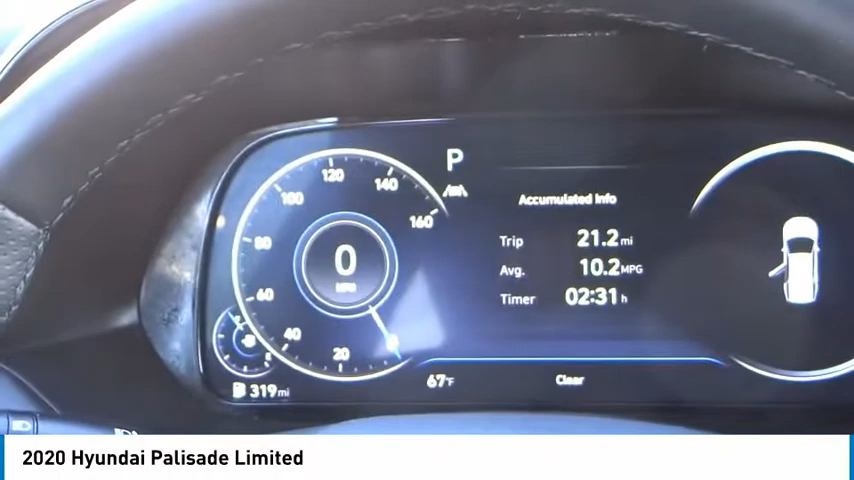 P
120
100
140
160
80
0
MPH
60
40
20
319mi
67°F
Accumulated Info
Trip 21.2mi
Avg. 10.2MPG
Timer 02:31h
Clear
2020 Hyundai Palisade Limited